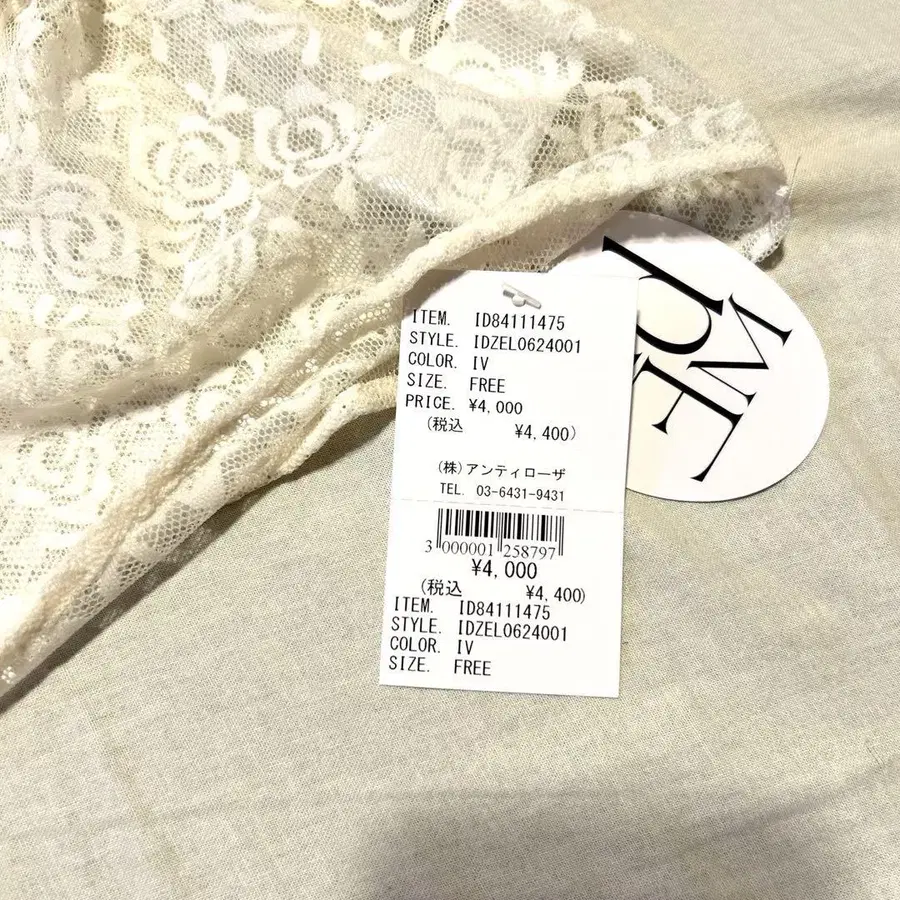 ITEM. ID84111475
STYLE. IDZEL0624001
COLOR. IV
SIZE. FREE
PRICE. ¥4,000
(税込 ¥4,400)
(株)アンティローザ
TEL. 03-6431-9431
3 000001 258797
¥4,000
(税込 ¥4,400)
ITEM. ID84111475
STYLE. IDZEL0624001
COLOR. IV
SIZE. FREE